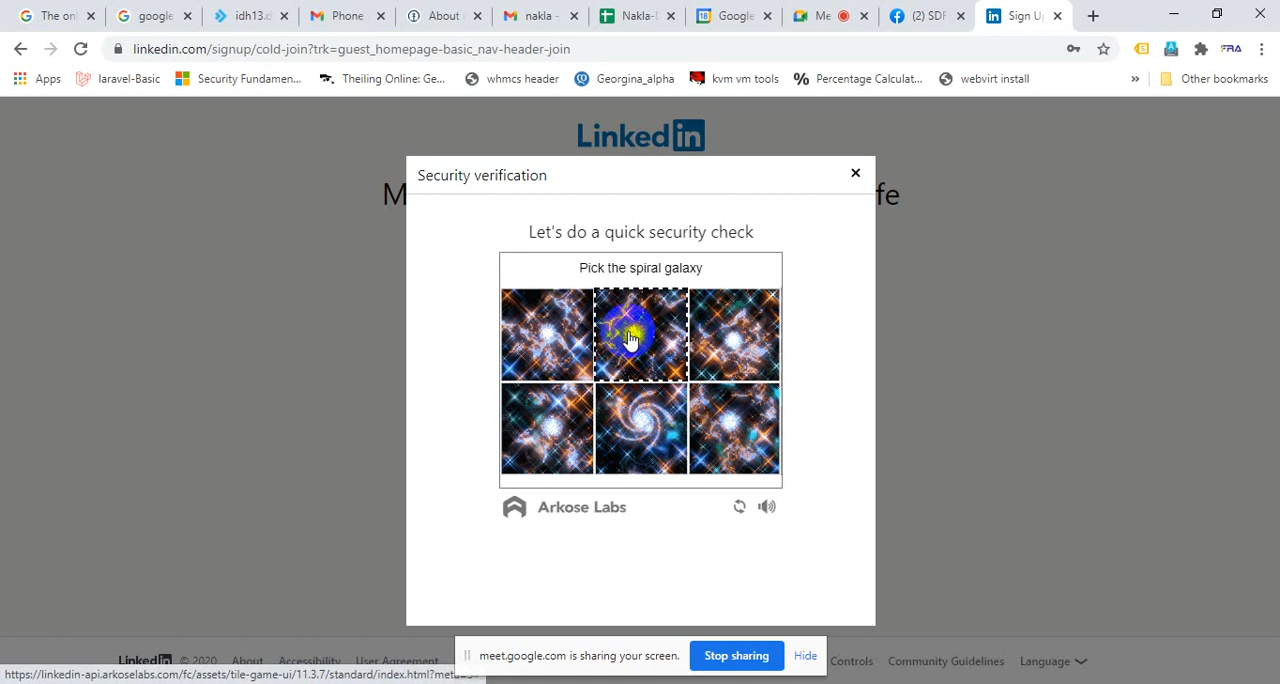 The onl
google
idh13.c
Phone
About
nakla -
Nakla-D
Google
Me
(2) SDF
Sign Up
linkedin.com/signup/cold-join?trk=guest_homepage-basic_nav-header-join
Apps
laravel-Basic
Security Fundamen...
Theiling Online: Ge...
whmcs header
Georgina_alpha
kvm vm tools
Percentage Calculat...
webvirt install
»
Other bookmarks
LinkedIn
M
fe
Security verification
Let's do a quick security check
Pick the spiral galaxy
Arkose Labs
meet.google.com is sharing your screen.
Stop sharing
Hide
LinkedIn © 2020 About Accessibility User Agreement
Controls Community Guidelines Language
https://linkedin-api.arkoselabs.com/fc/assets/tile-game-ui/11.3.7/standard/index.html?meta=3#